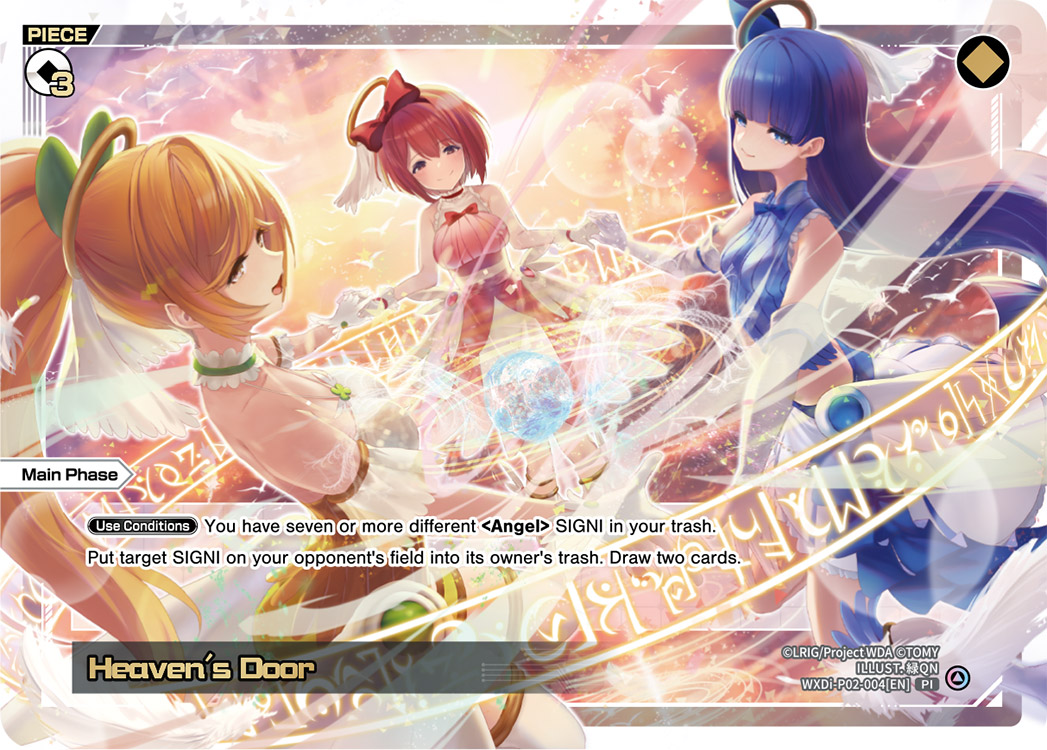 PIECE
3
Main Phase
Use Conditions You have seven or more different <Angel> SIGNI in your trash.
Put target SIGNI on your opponent's field into its owner's trash. Draw two cards.
Heaven's Door
©LRIG/Project WDA ©TOMY
ILLUST. 緑QN
WXDi-P02-004[EN] PI